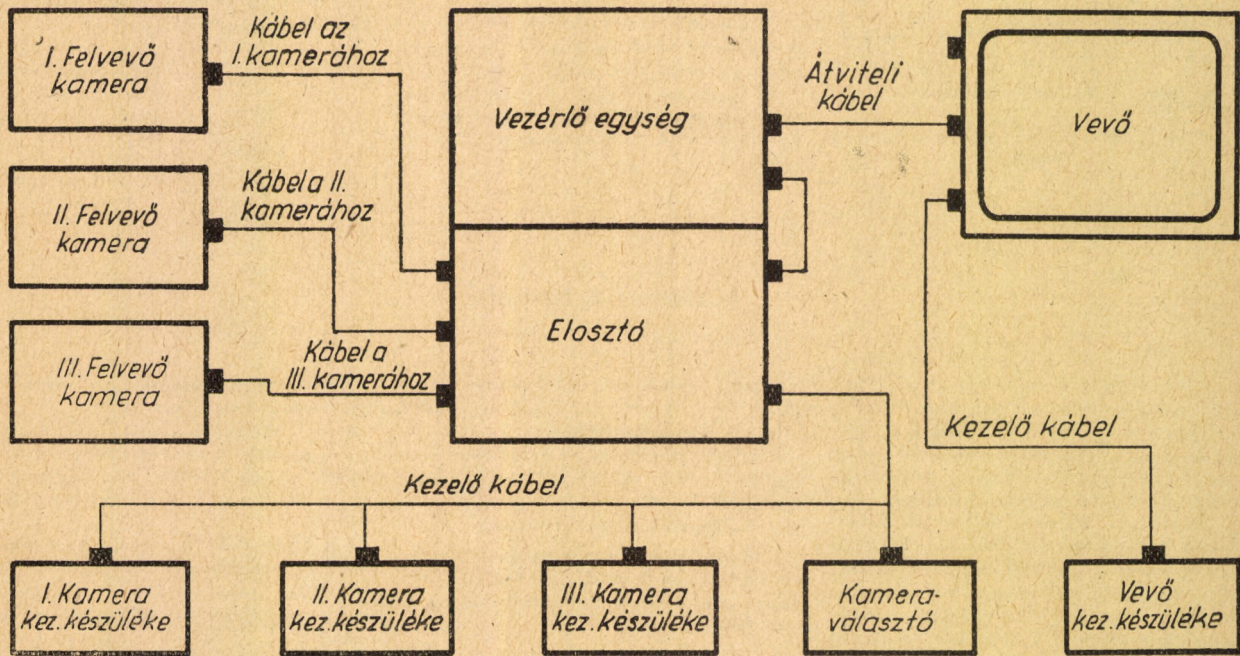 I. Felvevő
kamera
Kábel az
I. kamerához
Vezérlő egység
Átviteli
kábel
Vevő
II. Felvevő
kamera
Kábel a II.
kamerához
Elosztó
III. Felvevő
kamera
Kábel a
III. kamerához
Kezelő kábel
Kezelő kábel
I. Kamera
kez. készüléke
II. Kamera
kez. készüléke
III. Kamera
kez. készüléke
Kamera-
választó
Vevő
kez. készüléke